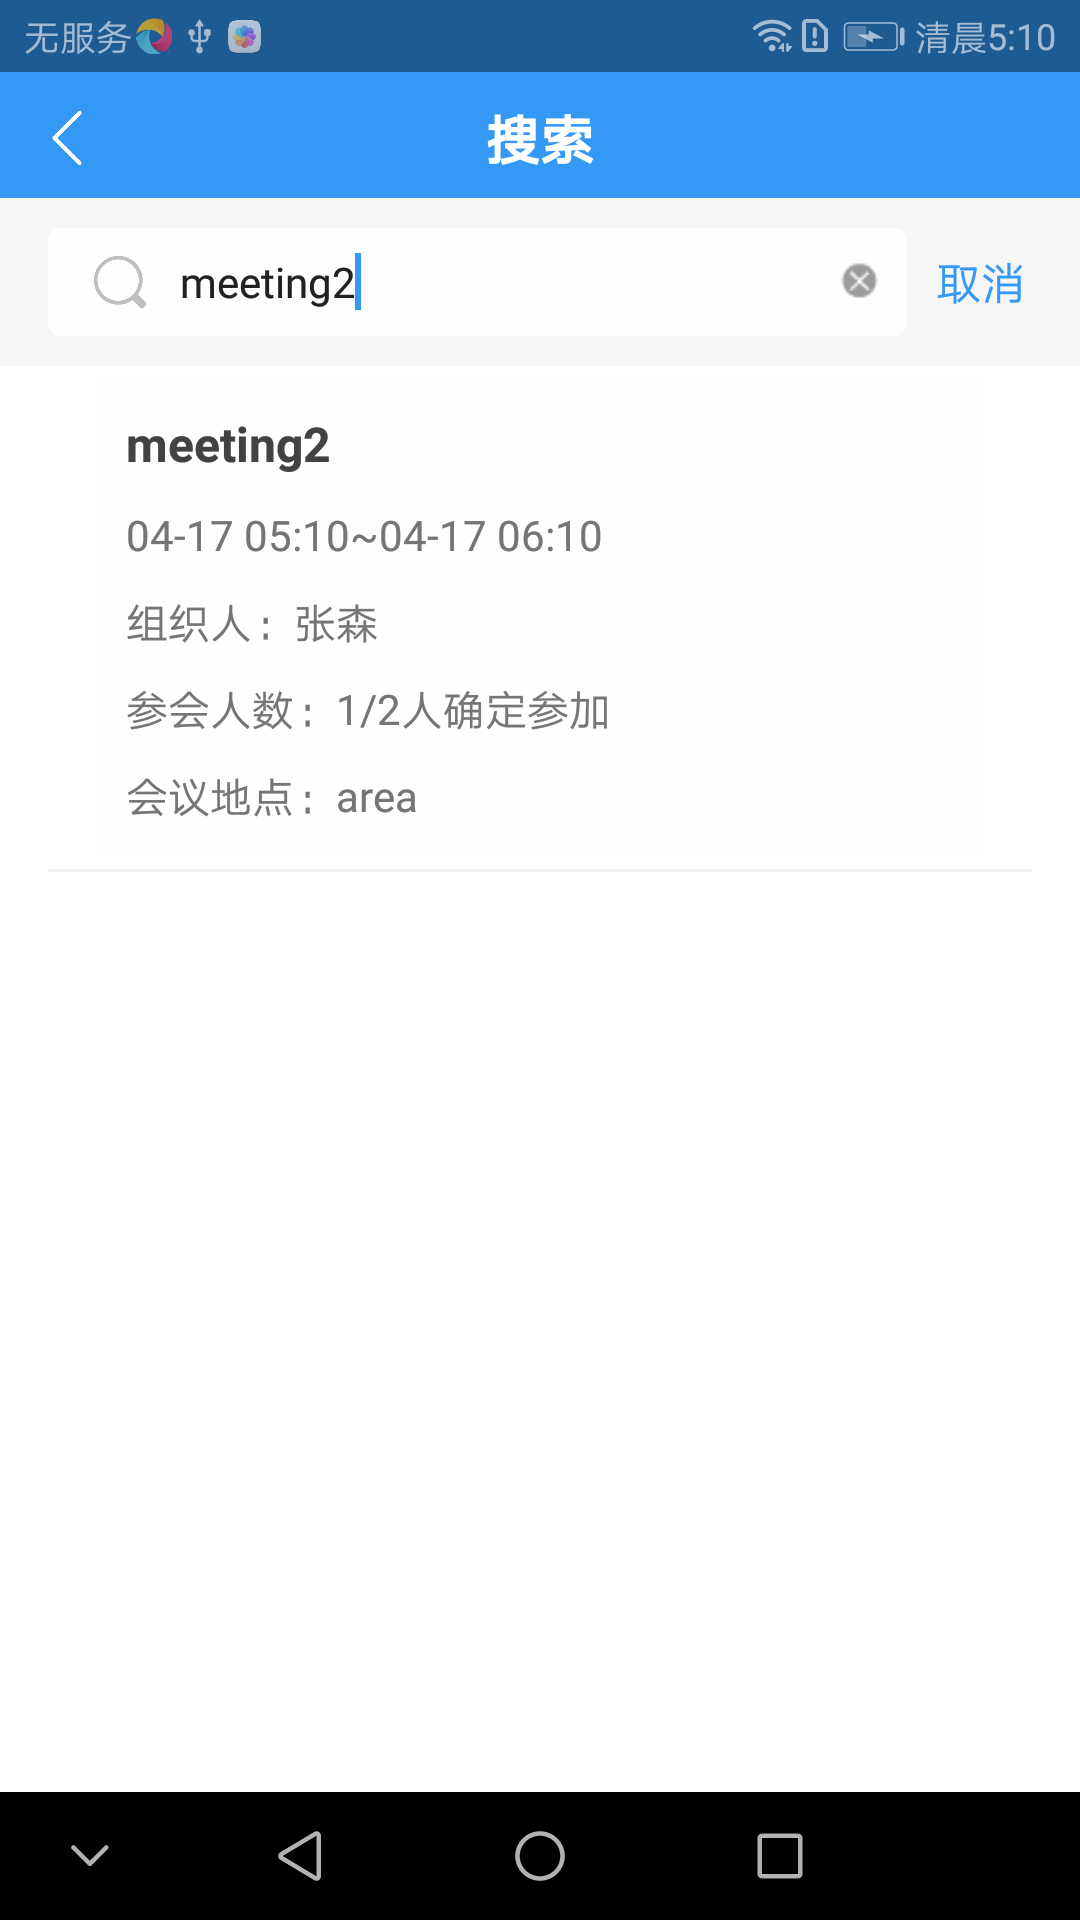 无服务 清晨5:10
搜索
meeting2 取消
meeting2
04-17 05:10~04-17 06:10
组织人：张森
参会人数：1/2人确定参加
会议地点：area